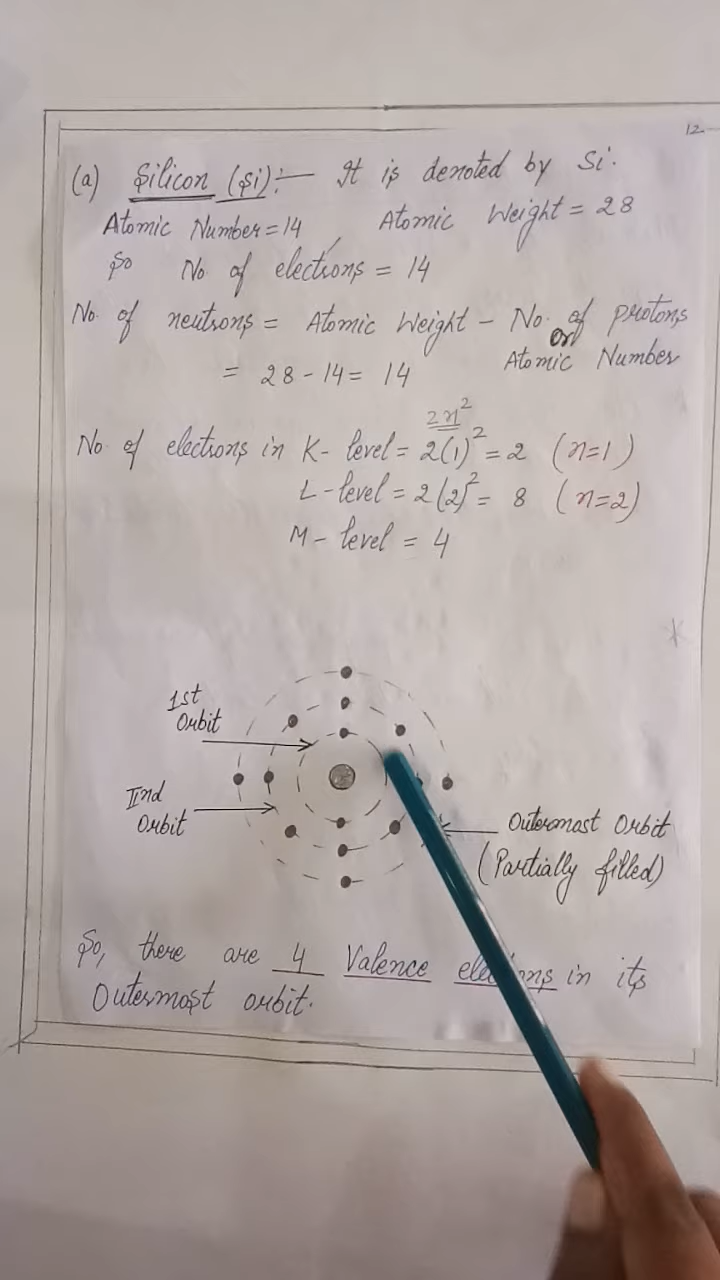 12
(a) Silicon (Si):— It is denoted by Si.
Atomic Number = 14, Atomic Weight = 28
So No of electrons = 14
No. of neutrons = Atomic Weight - No. of protons
Or
Atomic Number
= 28 - 14 = 14
2n²
No. of electrons in K- level = 2(1)² = 2 (n=1)
L - level = 2(2)² = 8 (n=2)
M - level = 4
1st
Orbit
IInd
Orbit
Outermost Orbit
(Partially filled)
So, there are 4 Valence electrons in its
Outermost orbit.